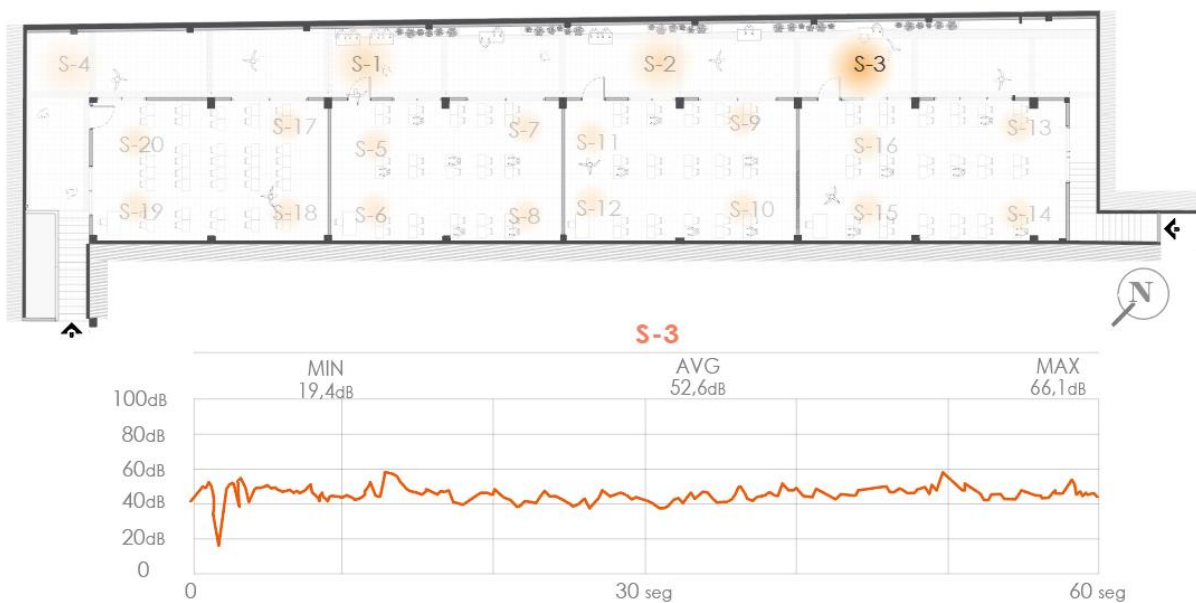 S-4
S-1
S-2
S-3
S-20
S-17
S-5
S-7
S-11
S-9
S-16
S-13
S-19
S-18
S-6
S-8
S-12
S-10
S-15
S-14
N
S-3
MIN
19,4dB
AVG
52,6dB
MAX
66,1dB
100dB
80dB
60dB
40dB
20dB
0
0
30 seg
60 seg